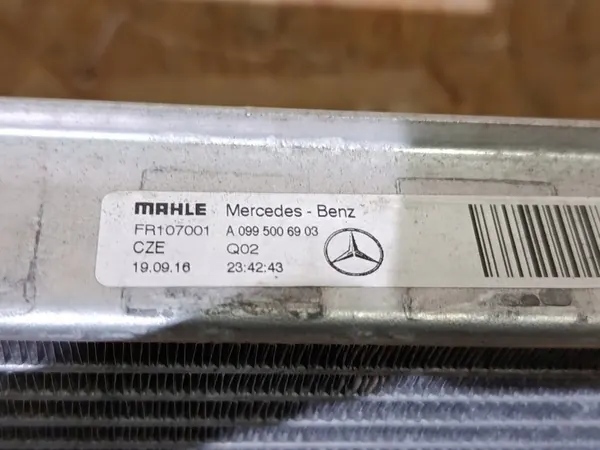 MAHLE Mercedes - Benz
FR107001 A 099 500 69 03
CZE Q02
19.09.16 23:42:43